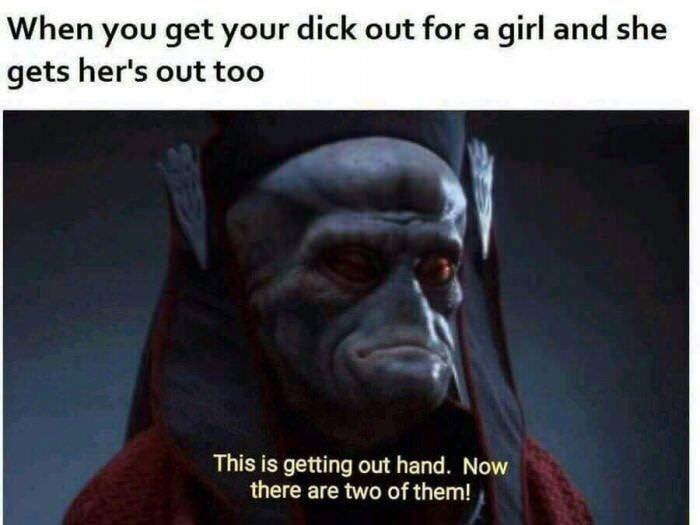 When you get your dick out for a girl and she
gets her's out too
This is getting out hand. Now
there are two of them!